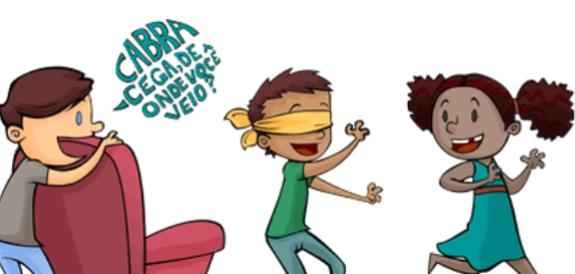 CABRA
CEGA, DE
ONDE VOCÊ
VEIO?